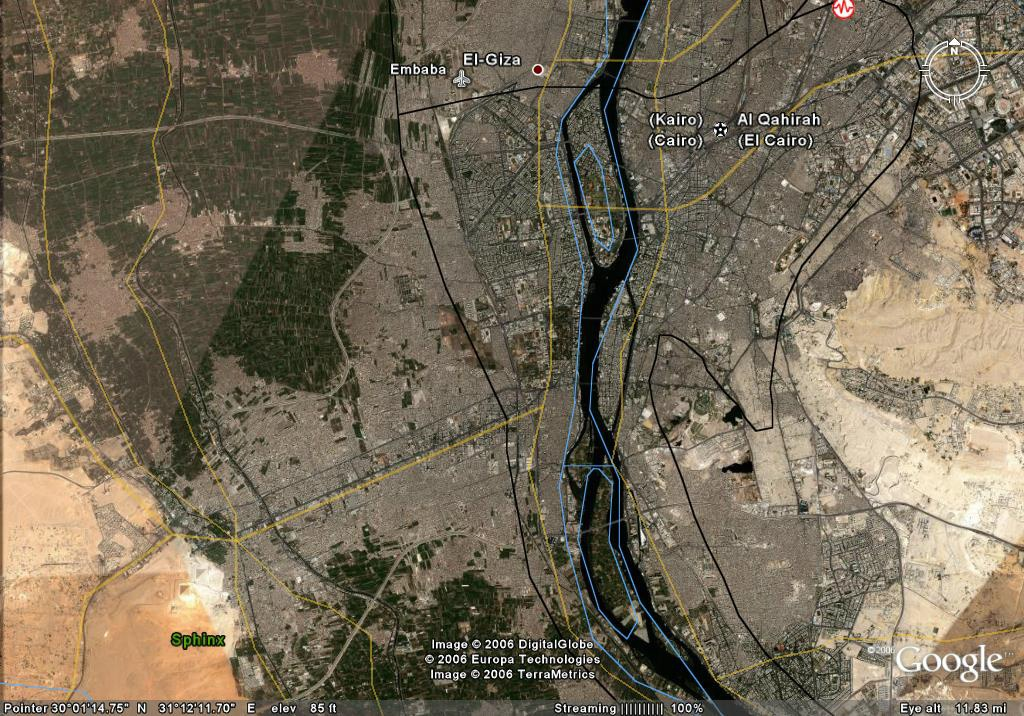 El-Giza
Embaba
(Kairo) Al Qahirah
(Cairo) (El Cairo)
N
Sphinx
Image © 2006 DigitalGlobe
© 2006 Europa Technologies
Image © 2006 TerraMetrics
© 2006 Google™
Pointer 30°01'14.75" N 31°12'11.70" E elev 85 ft Streaming |||||||||| 100% Eye alt 11.83 mi